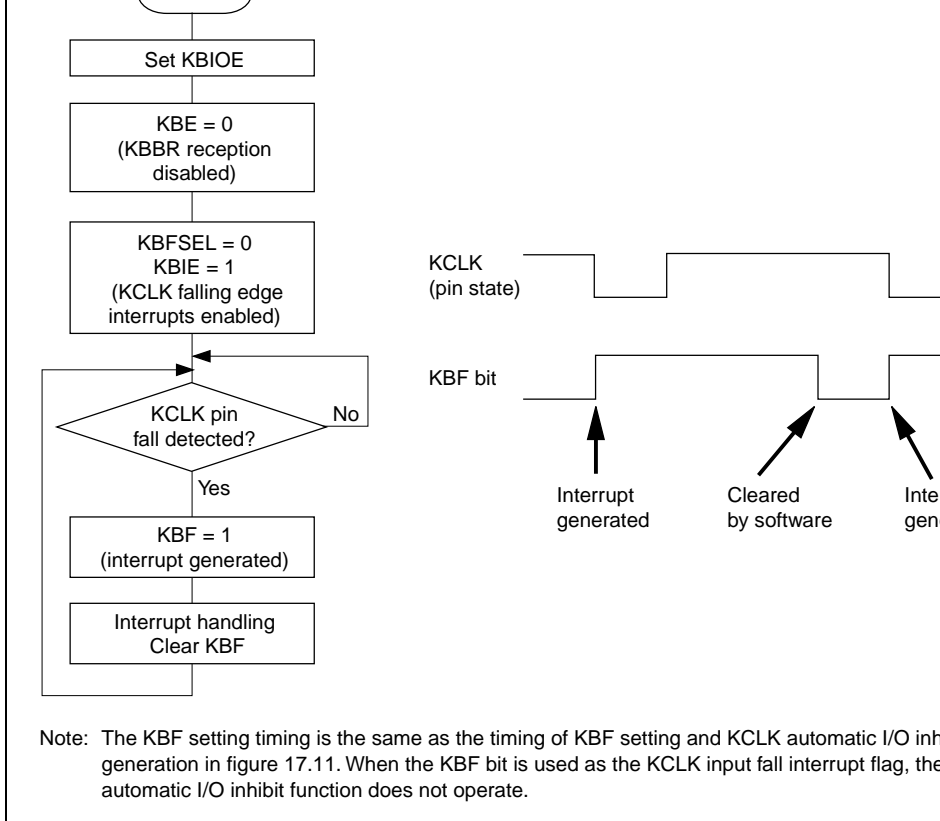 Set KBIOE
KBE = 0
(KBBR reception
disabled)
KBFSEL = 0
KBIE = 1
(KCLK falling edge
interrupts enabled)
KCLK pin
fall detected?
No
Yes
KBF = 1
(interrupt generated)
Interrupt handling
Clear KBF
KCLK
(pin state)
KBF bit
Interrupt
generated
Cleared
by software
Note: The KBF setting timing is the same as the timing of KBF setting and KCLK automatic I/O
generation in figure 17.11. When the KBF bit is used as the KCLK input fall interrupt flag, the
automatic I/O inhibit function does not operate.